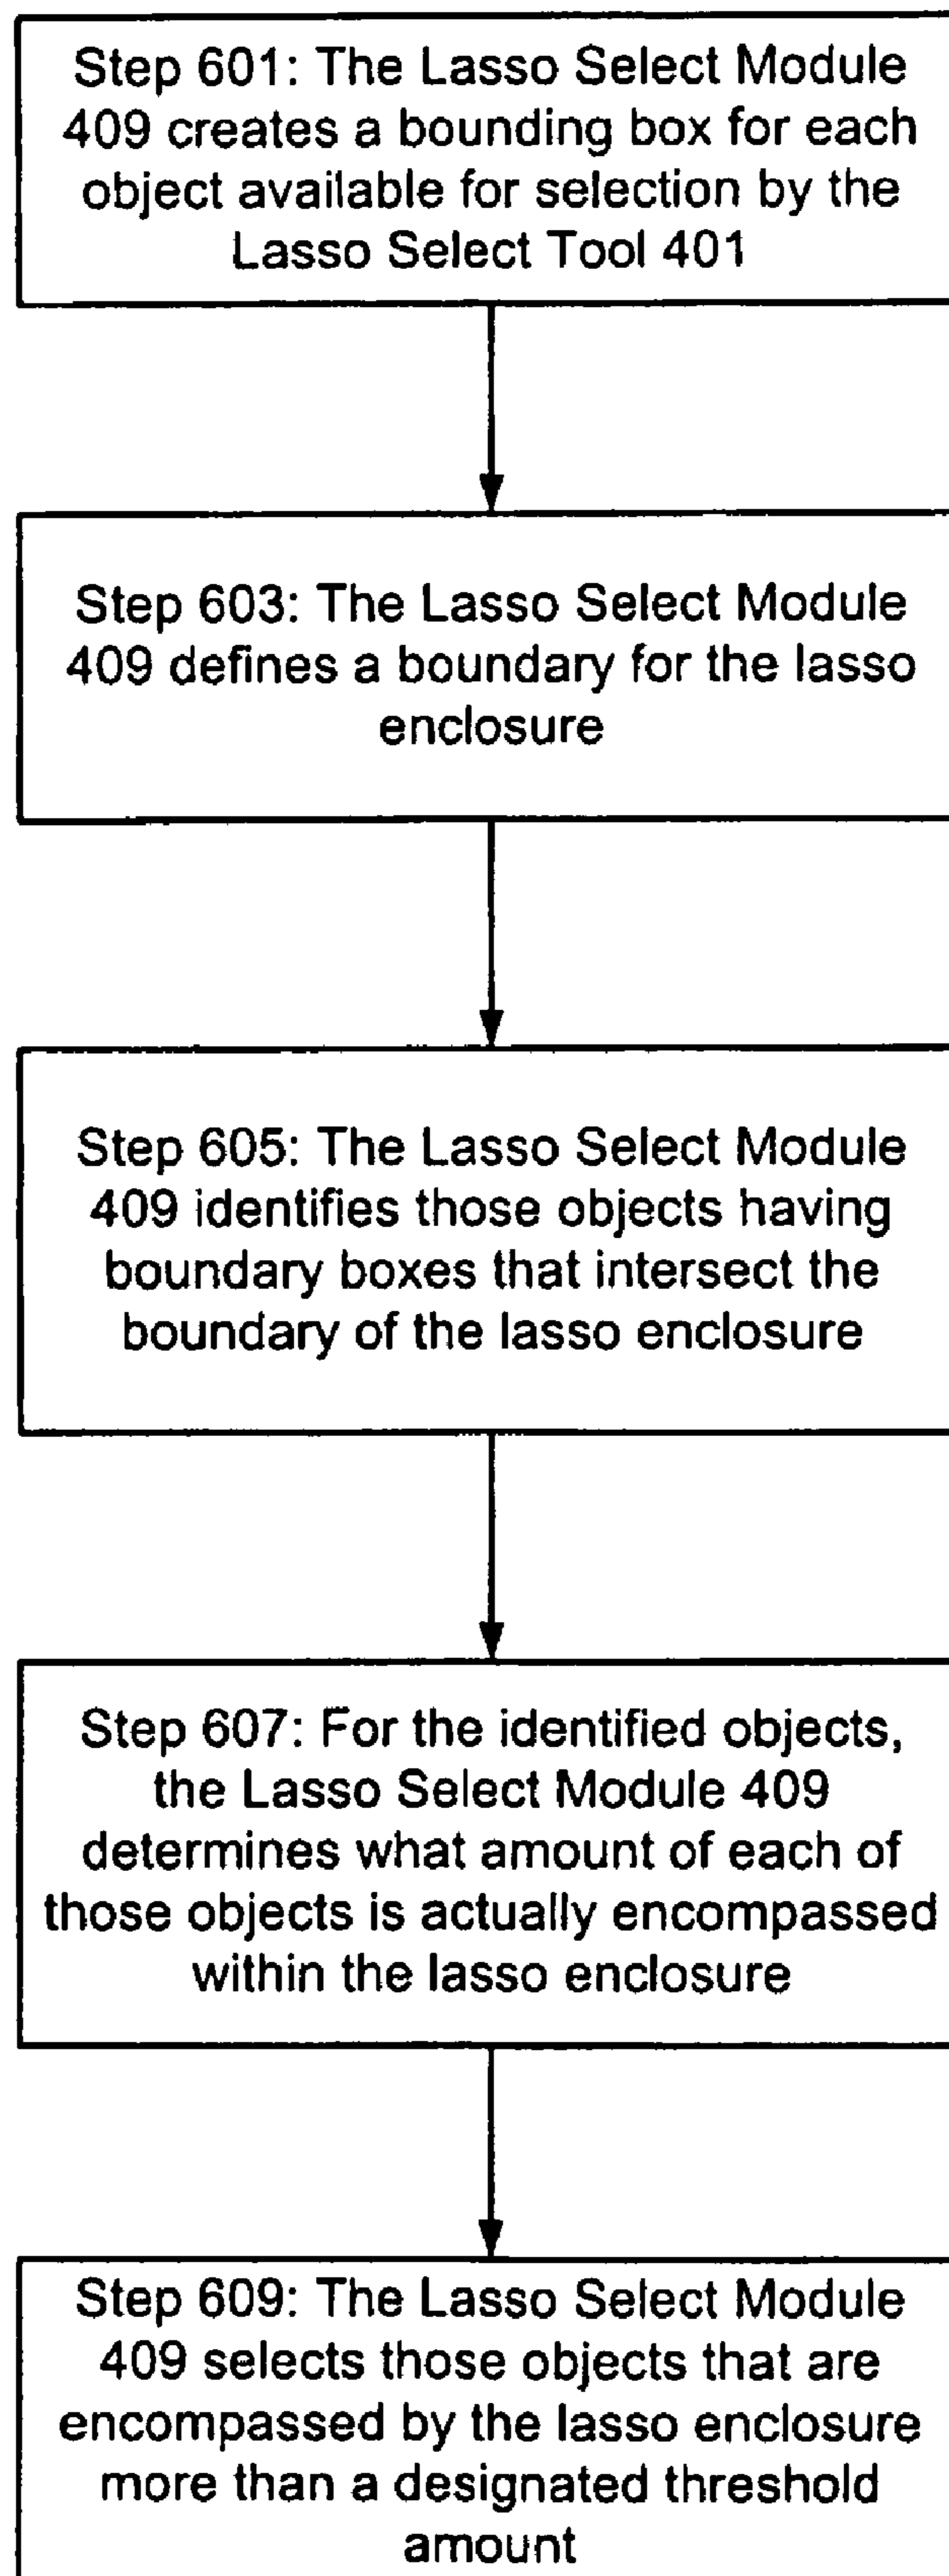 Step 601: The Lasso Select Module
409 creates a bounding box for each
object available for selection by the
Lasso Select Tool 401
Step 603: The Lasso Select Module
409 defines a boundary for the lasso
enclosure
Step 605: The Lasso Select Module
409 identifies those objects having
boundary boxes that intersect the
boundary of the lasso enclosure
Step 607: For the identified objects,
the Lasso Select Module 409
determines what amount of each of
those objects is actually encompassed
within the lasso enclosure
Step 609: The Lasso Select Module
409 selects those objects that are
encompassed by the lasso enclosure
more than a designated threshold
amount